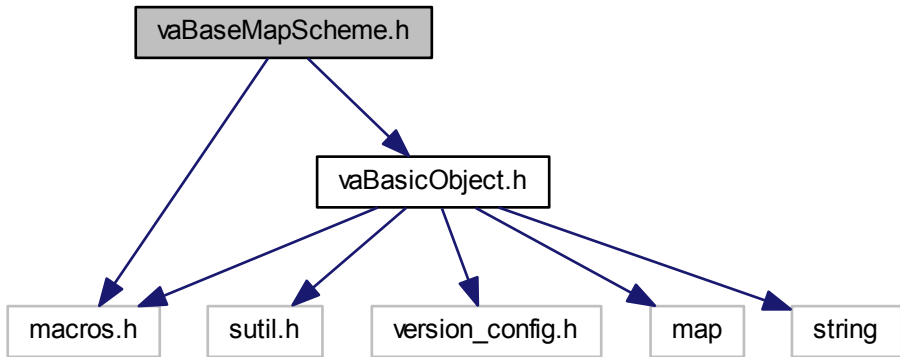 vaBaseMapScheme.h
vaBasicObject.h
macros.h
sutil.h
version_config.h
map
string